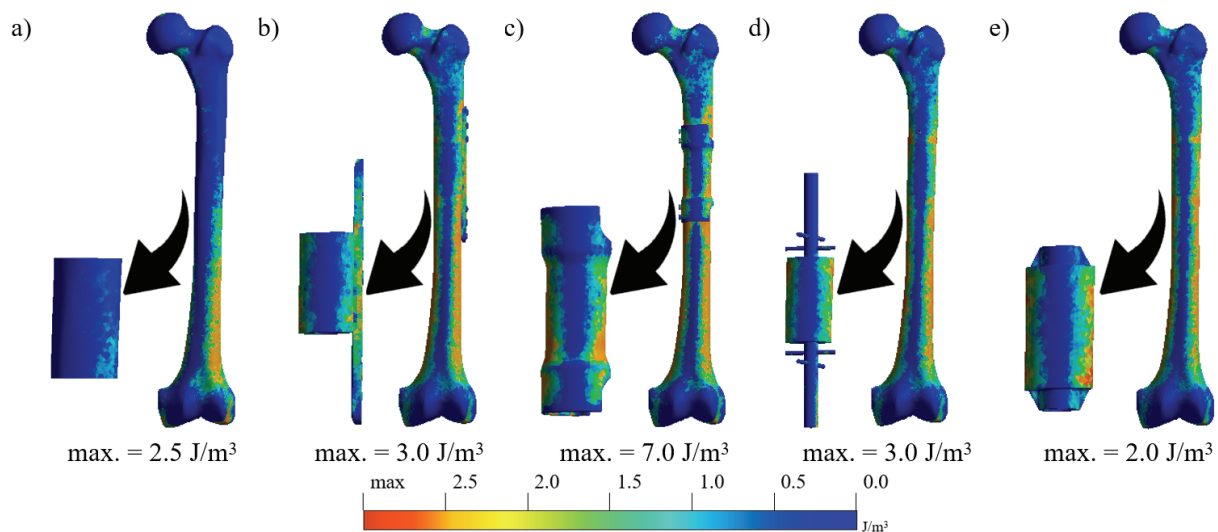 a) b) c) d) e)
max. = 2.5 J/m³ max. = 3.0 J/m³ max. = 7.0 J/m³ max. = 3.0 J/m³ max. = 2.0 J/m³
max 2.5 2.0 1.5 1.0 0.5 0.0
J/m³